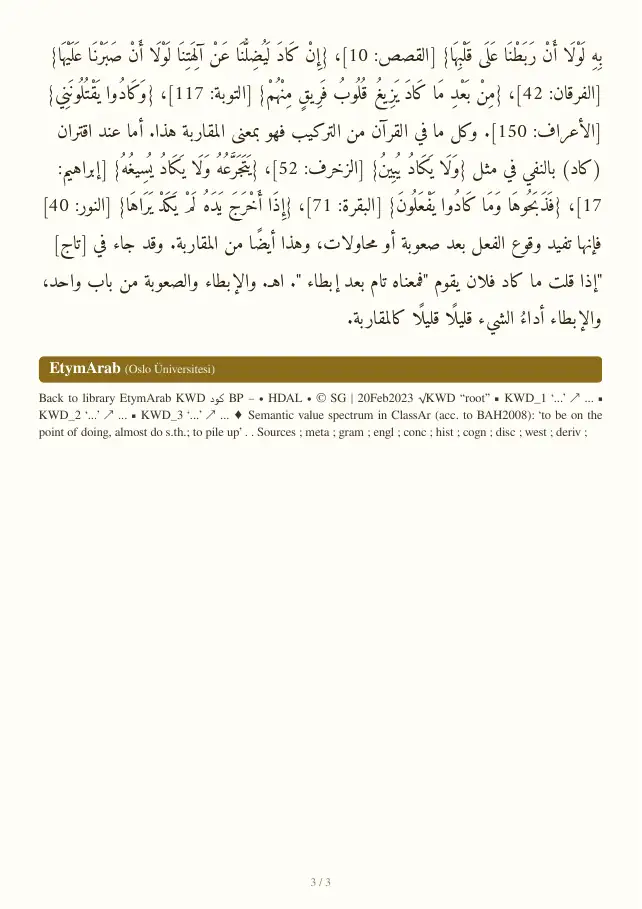 بِهِ لَوْلَا أَنْ رَبَطْنَا عَلَى قَلْبِهَا} [القصص: 10]، {إِنْ كَادَ لَيُضِلُّنَا عَنْ آلِهَتِنَا لَوْلَا أَنْ صَبَرْنَا عَلَيْهَا}
[الفرقان: 42]، {مِنْ بَعْدِ مَا كَادَ يَزِيغُ قُلُوبُ فَرِيقٍ مِنْهُمْ} [التوبة: 117]، {وَكَادُوا يَقْتُلُونَنِي}
[الأعراف: 150]. وكل ما في القرآن من التركيب فهو بمعنى المقاربة هذا. أما عند اقتران
(كاد) بالنفي في مثل {وَلَا يَكَادُ يُبِينُ} [الزخرف: 52]، {يَتَجَرَّعُهُ وَلَا يَكَادُ يُسِيغُهُ} [إبراهيم:
17]، {فَذَبَحُوهَا وَمَا كَادُوا يَفْعَلُونَ} [البقرة: 71]، {إِذَا أَخْرَجَ يَدَهُ لَمْ يَكَدْ يَرَاهَا} [النور: 40]
فإنها تفيد وقوع الفعل بعد صعوبة أو محاولات، وهذا أيضًا من المقاربة. وقد جاء في [تاج]
"إذا قلت ما كاد فلان يقوم "فمعناه تام بعد إبطاء ". اهـ. والإبطاء والصعوبة من باب واحد،
والإبطاء أداءُ الشيء قليلًا قليلًا كالمقاربة.
EtymArab (Oslo Üniversitesi)
Back to library EtymArab KWD كود BP – • HDAL • © SG | 20Feb2023 √KWD “root” ▪ KWD_1 ‘...’ ↗ ... ▪
KWD_2 ‘...’ ↗ ... ▪ KWD_3 ‘...’ ↗ ... ♦ Semantic value spectrum in ClassAr (acc. to BAH2008): ‘to be on the
point of doing, almost do s.th.; to pile up’ . . Sources ; meta ; gram ; engl ; conc ; hist ; cogn ; disc ; west ; deriv ;
3 / 3